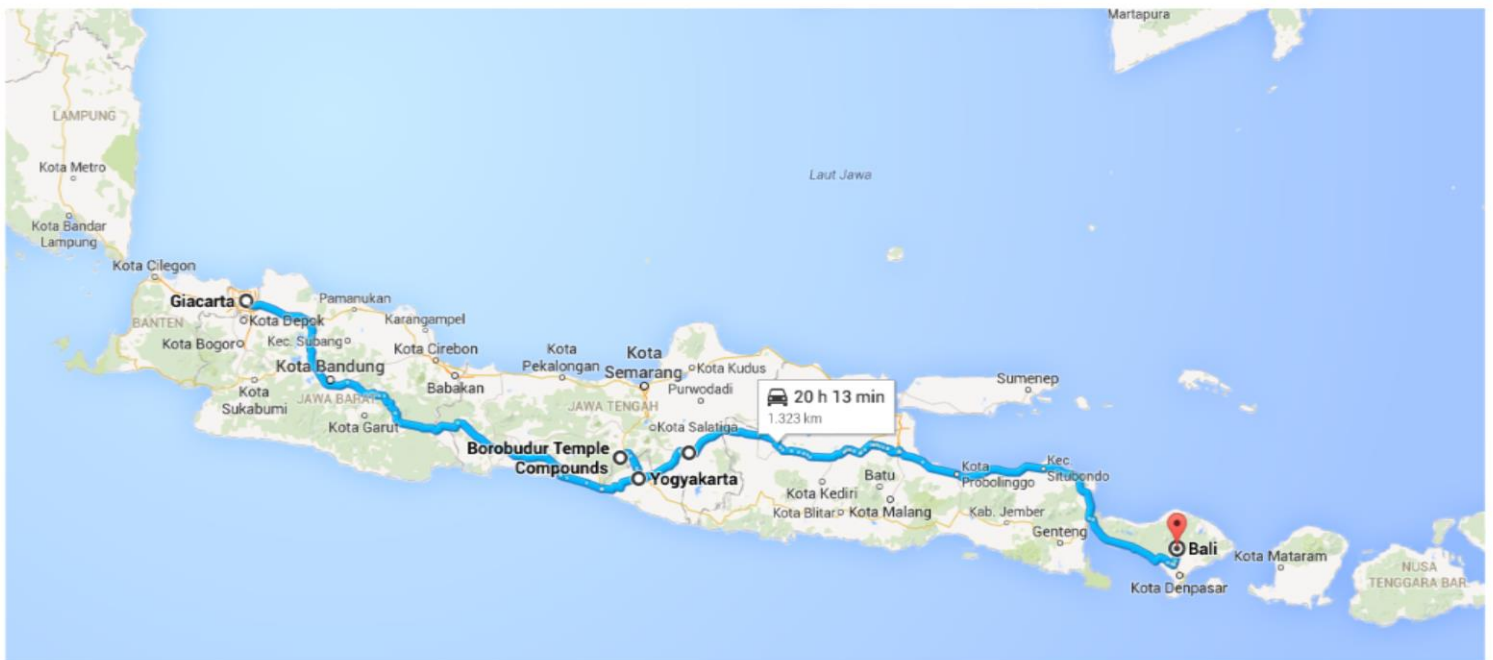 Martapura
LAMPUNG
Kota Metro
Laut Jawa
Kota Bandar
Lampung
Kota Cilegon
Giacarta
Pamanukan
BANTEN
Kota Depok
Karangampel
Kota Bogor
Kec. Subang
Kota Cirebon
Kota
Pekalongan
Kota
Semarang
Kota Kudus
Kota Bandung
Babakan
Purwodadi
Sumenep
20 h 13 min
1.323 km
Kota
Sukabumi
JAWA BARAT
JAWA TENGAH
Kota Garut
Kota Salatiga
Borobudur Temple
Compounds
Yogyakarta
Kota
Probolinggo
Kec.
Situbondo
Batu
Kota Kediri
Kota Blitar
Kota Malang
Kab. Jember
Genteng
Bali
Kota Mataram
Kota Denpasar
NUSA
TENGGARA BAR.